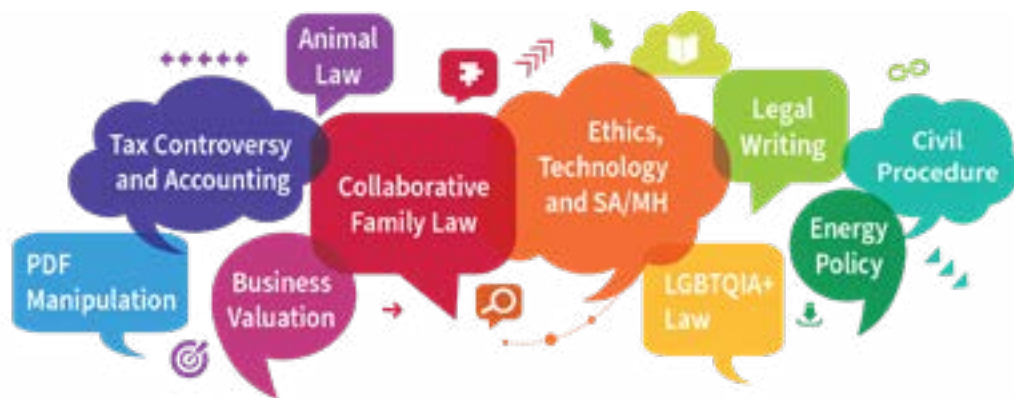 Animal
Law
Tax Controversy
and Accounting
Collaborative
Family Law
Ethics,
Technology
and SA/MH
Legal
Writing
Civil
Procedure
PDF
Manipulation
Business
Valuation
LGBTQIA+
Law
Energy
Policy